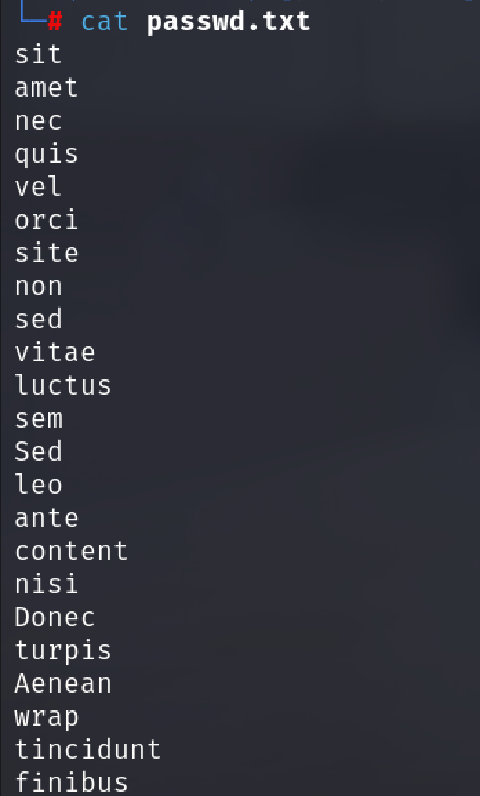 └─# cat passwd.txt
sit
amet
nec
quis
vel
orci
site
non
sed
vitae
luctus
sem
Sed
leo
ante
content
nisi
Donec
turpis
Aenean
wrap
tincidunt
finibus